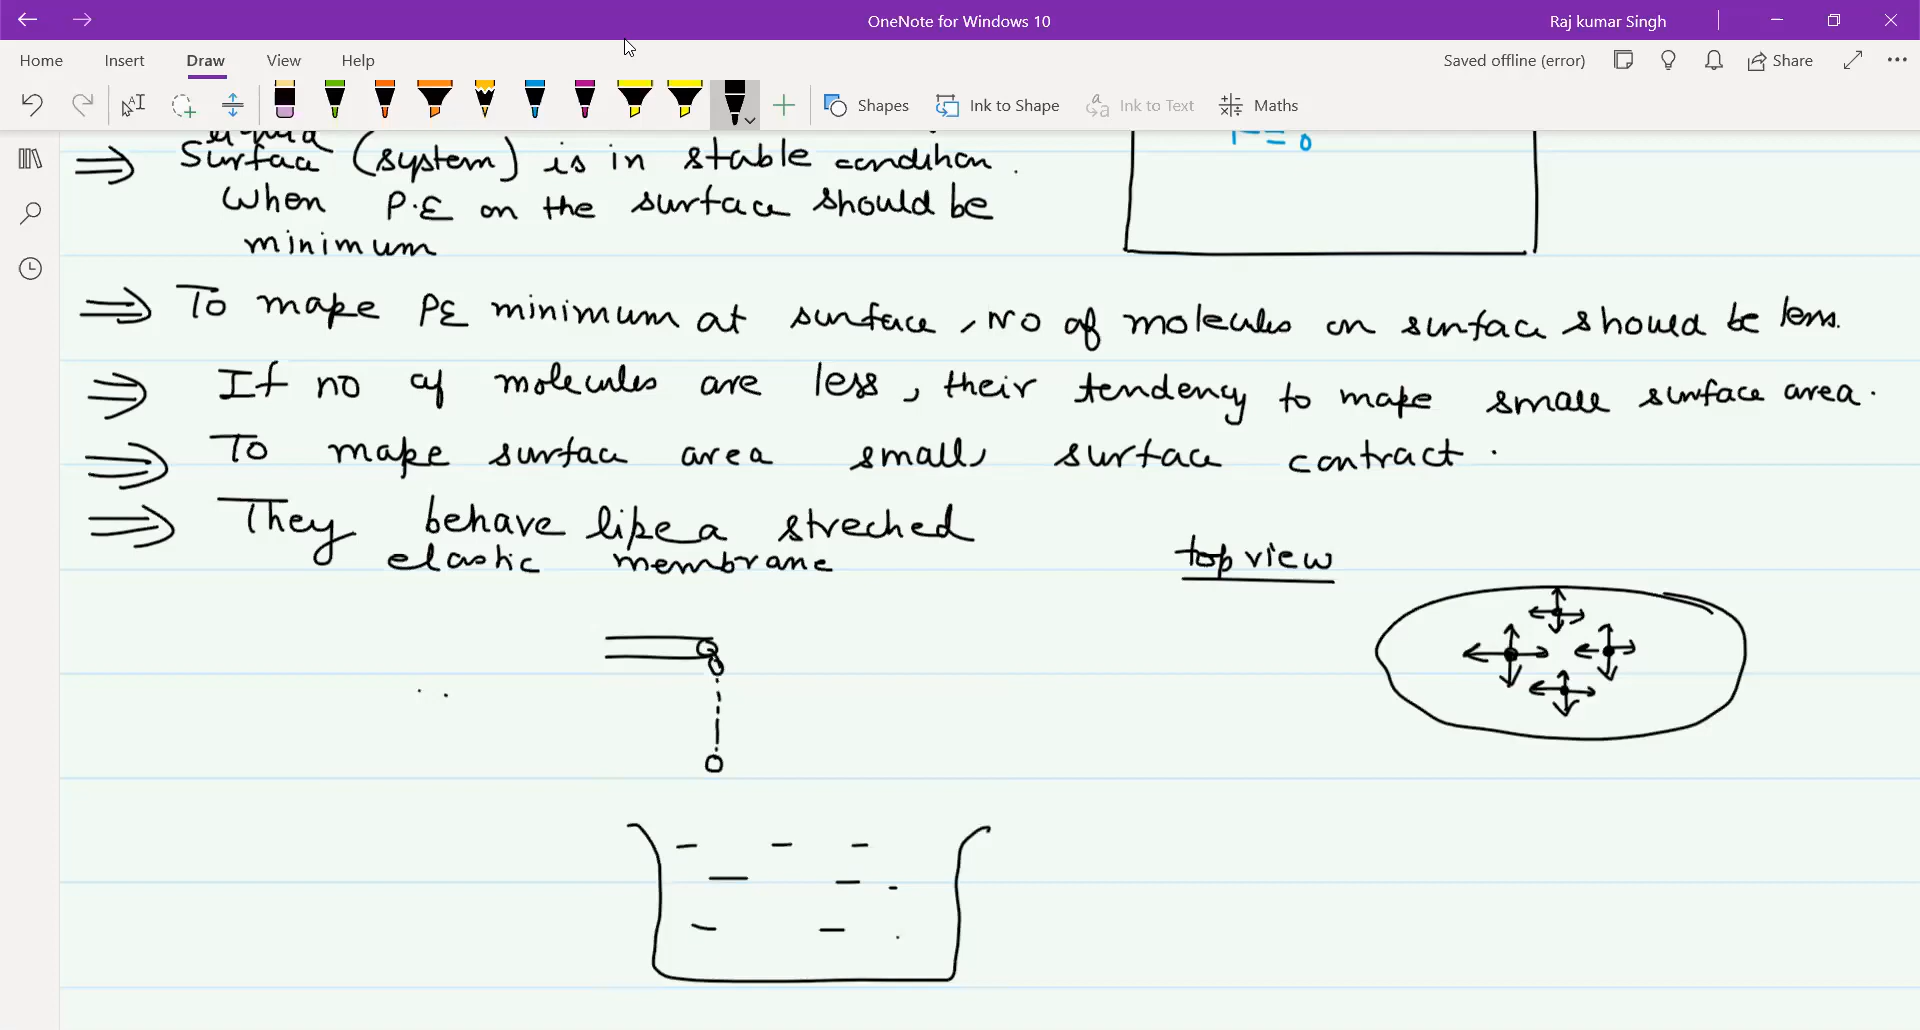 OneNote for Windows 10
Raj kumar Singh
Home Insert Draw View Help
Saved offline (error) Share
Shapes Ink to Shape Ink to Text Maths
liquid
⇒ Surface (system) is in stable condition.
F = 0
When P.E on the surface should be
minimum
⇒ To make PE minimum at surface, No of molecules on surface should be less.
⇒ If no of molecules are less, their tendency to make small surface area.
⇒ To make surface area small, surface contract.
⇒ They behave like a streched
elastic membrane
top view